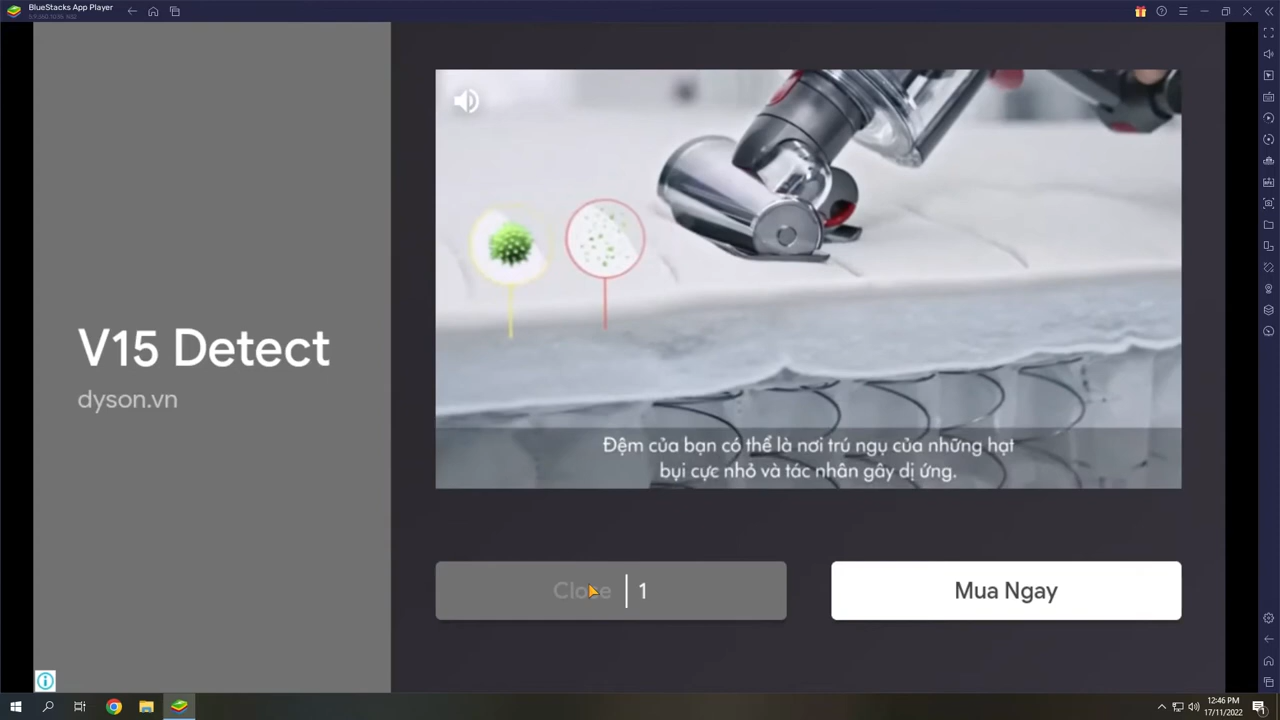 BlueStacks App Player
V15 Detect
dyson.vn
Đệm của bạn có thể là nơi trú ngụ của những hạt
bụi cực nhỏ và tác nhân gây dị ứng.
Close 1
Mua Ngay
12:46 PM
17/11/2022